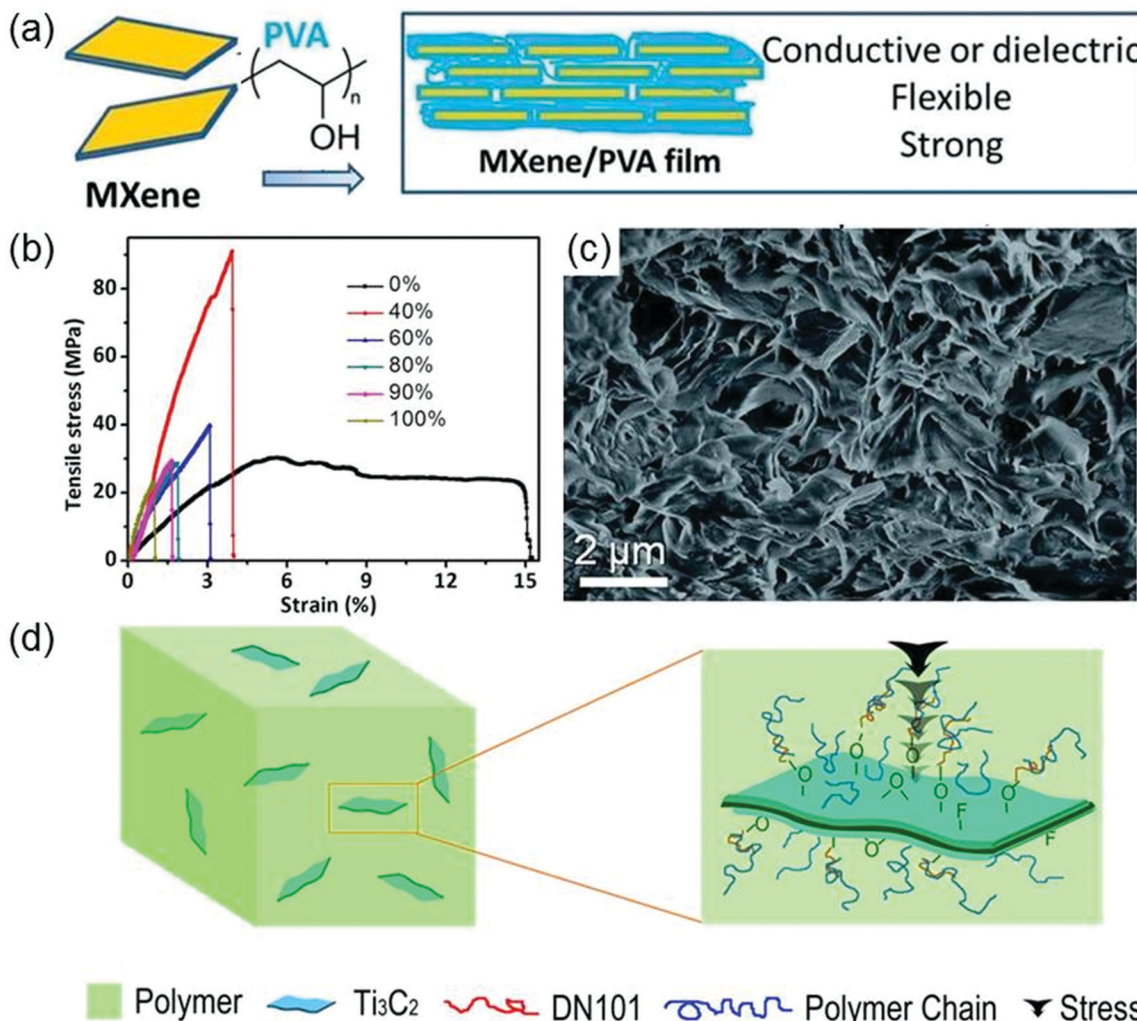 (a)
PVA
n
OH
MXene
MXene/PVA film
Conductive or dielectric
Flexible
Strong
(b)
Tensile stress (MPa)
80
60
40
20
0
0%
40%
60%
80%
90%
100%
0 3 6 9 12 15
Strain (%)
(c)
2 μm
(d)
O
O
O
O
O
O
O
F
O
O
F
Polymer Ti₃C₂ DN101 Polymer Chain Stress